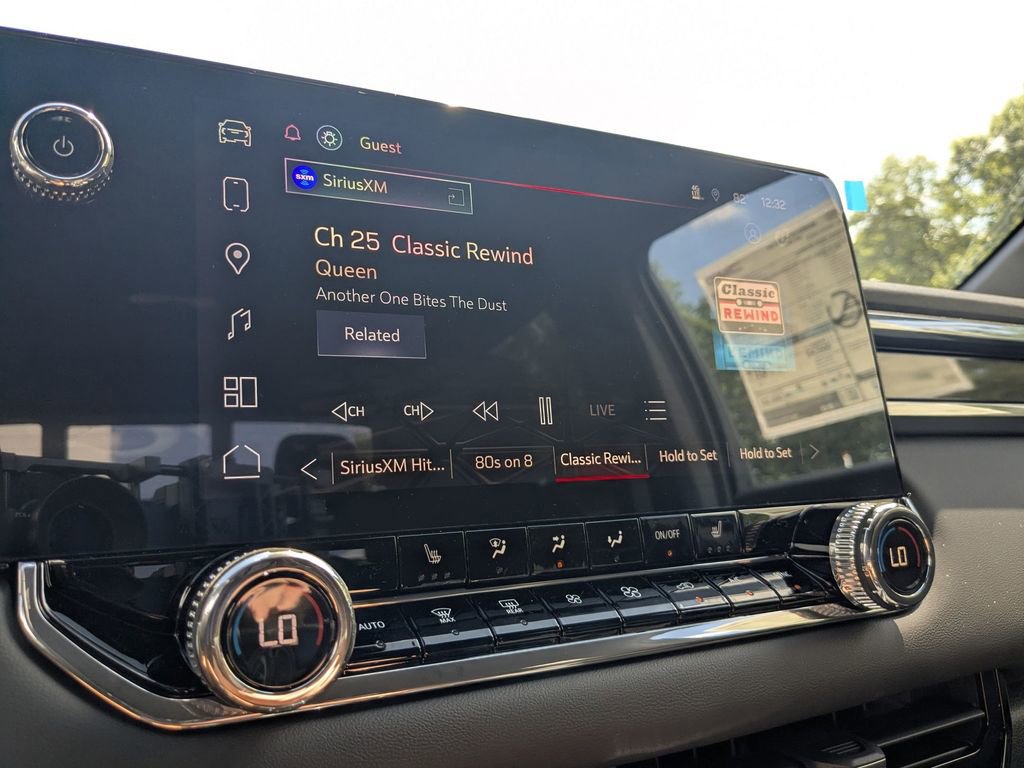 Guest
sxm SiriusXM
82 12:32
Ch 25 Classic Rewind
Queen
Another One Bites The Dust
Related
Classic
REWIND
CH CH LIVE
SiriusXM Hit... 80s on 8 Classic Rewi... Hold to Set Hold to Set
ON/OFF
AUTO MAX REAR
LO LO